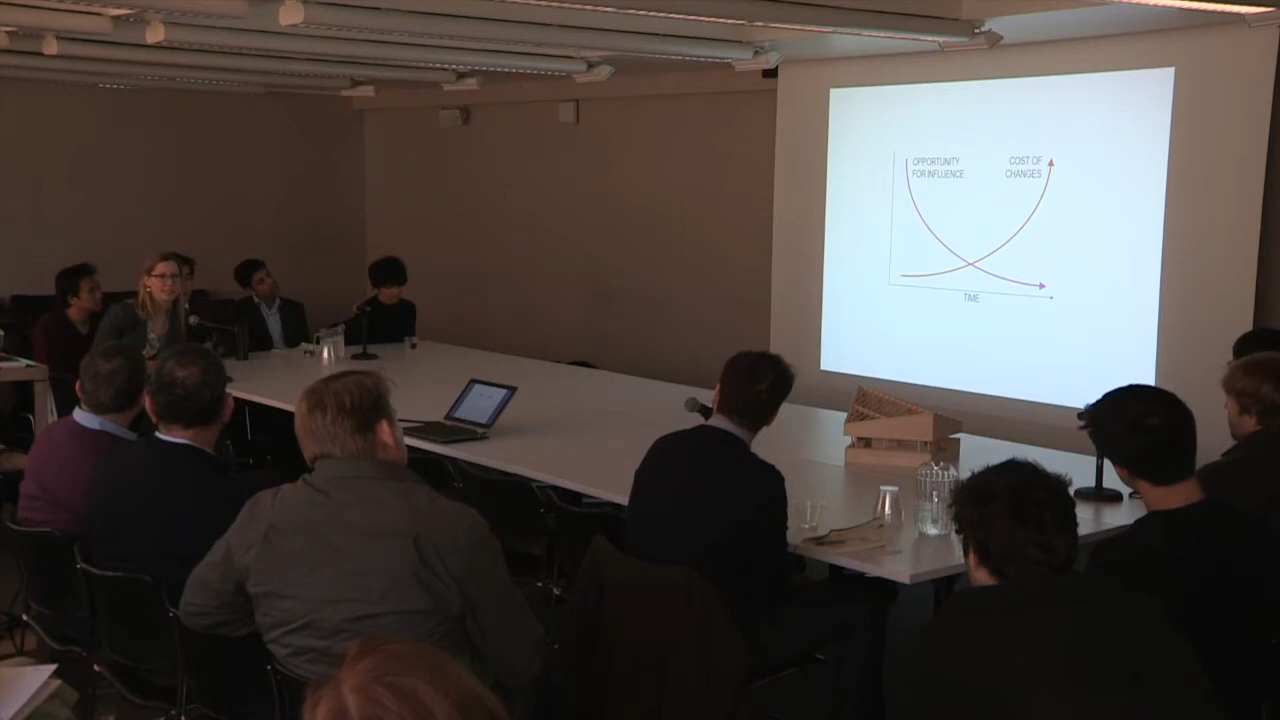 OPPORTUNITY
FOR INFLUENCE
COST OF
CHANGES
TIME